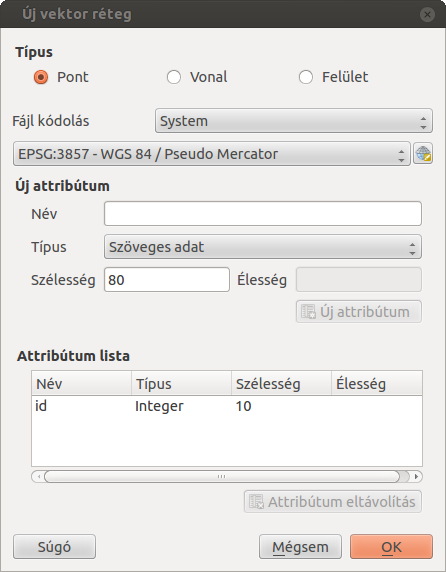 Új vektor réteg
Típus
Pont Vonal Felület
Fájl kódolás System
EPSG:3857 - WGS 84 / Pseudo Mercator
Új attribútum
Név
Típus Szöveges adat
Szélesség 80 Élesség
Új attribútum
Attribútum lista
Név Típus Szélesség Élesség
id Integer 10
Attribútum eltávolítás
Súgó Mégsem OK